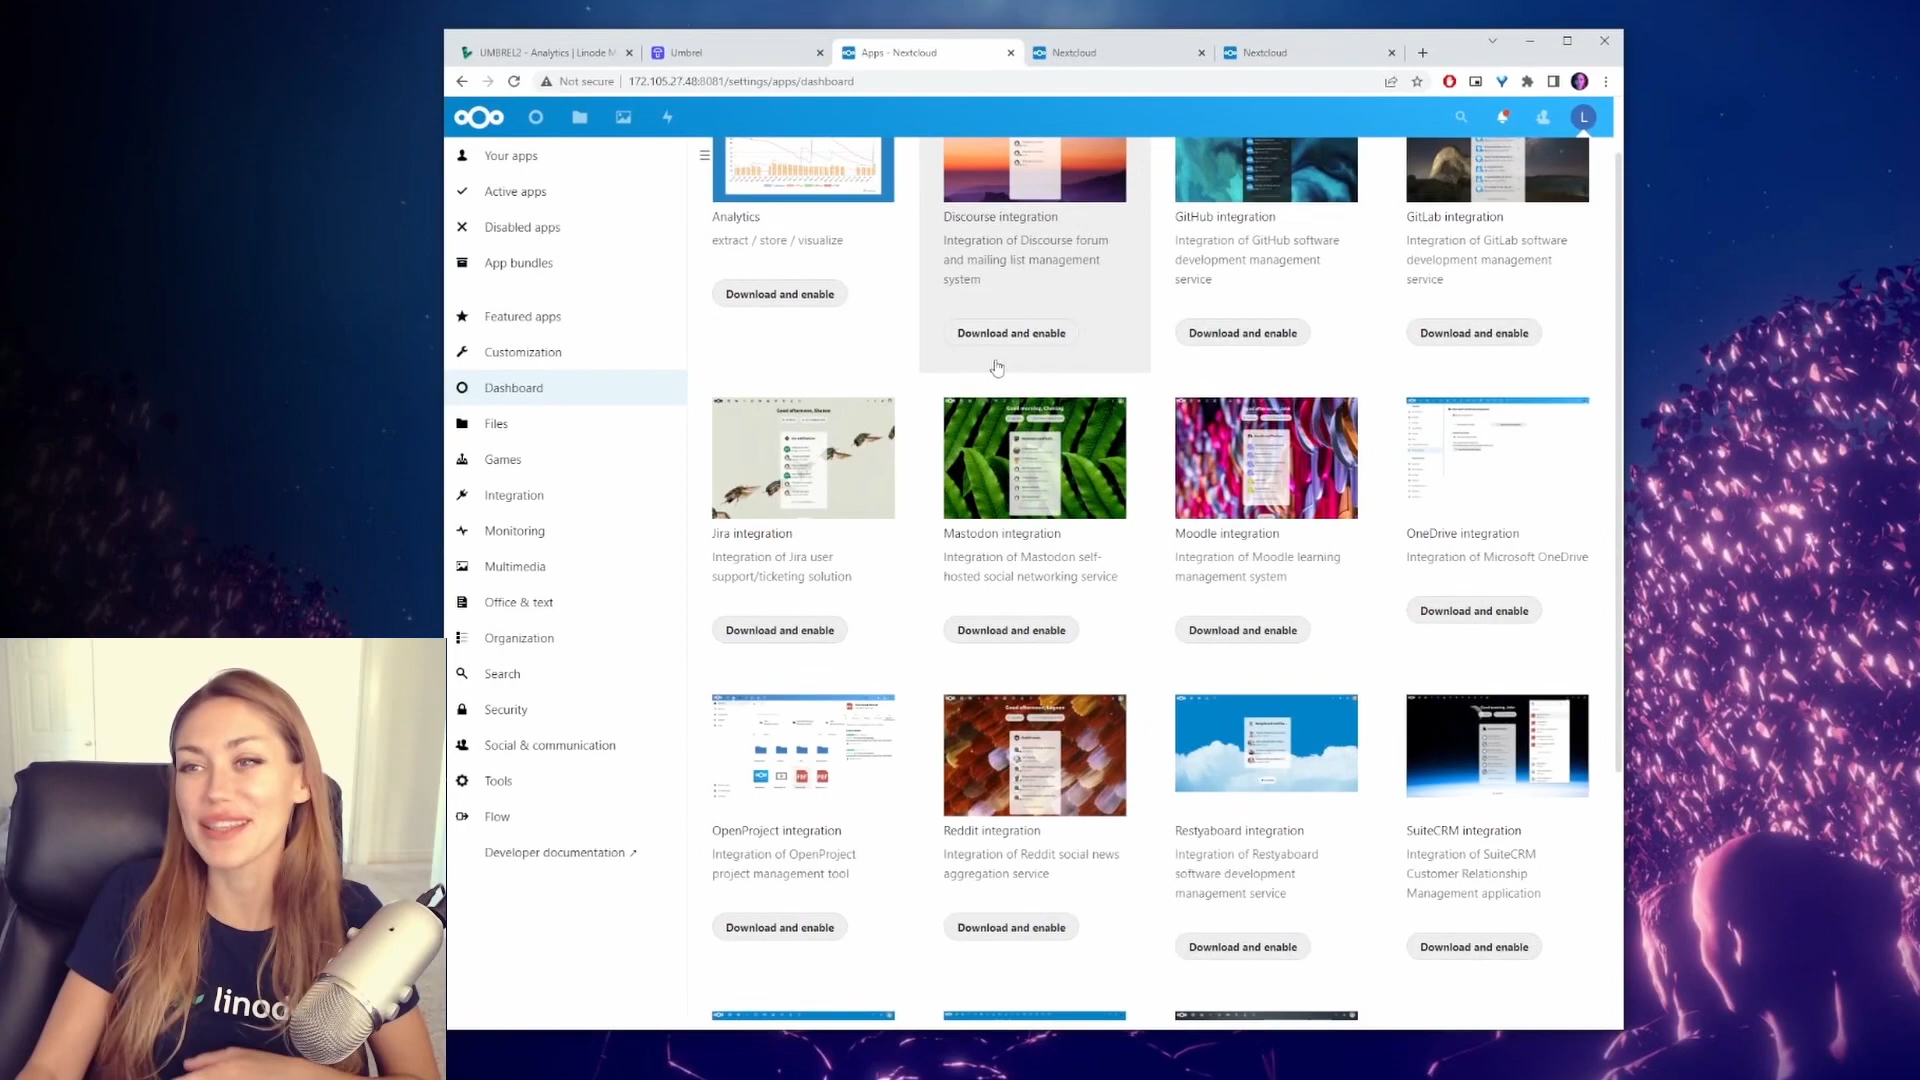 UMBREL2 - Analytics | Linode M
Umbrel
Apps - Nextcloud
Nextcloud
Nextcloud
Not secure
172.105.27.48:8081/settings/apps/dashboard
L
Your apps
Active apps
Disabled apps
App bundles
Featured apps
Customization
Dashboard
Files
Games
Integration
Monitoring
Multimedia
Office & text
Organization
Search
Security
Social & communication
Tools
Flow
Developer documentation ↗
Analytics
extract / store / visualize
Download and enable
Discourse integration
Integration of Discourse forum
and mailing list management
system
Download and enable
GitHub integration
Integration of GitHub software
development management
service
Download and enable
GitLab integration
Integration of GitLab software
development management
service
Download and enable
Jira integration
Integration of Jira user
support/ticketing solution
Download and enable
Mastodon integration
Integration of Mastodon self-
hosted social networking service
Download and enable
Moodle integration
Integration of Moodle learning
management system
Download and enable
OneDrive integration
Integration of Microsoft OneDrive
Download and enable
OpenProject integration
Integration of OpenProject
project management tool
Download and enable
Reddit integration
Integration of Reddit social news
aggregation service
Download and enable
Restyaboard integration
Integration of Restyaboard
software development
management service
Download and enable
SuiteCRM integration
Integration of SuiteCRM
Customer Relationship
Management application
Download and enable
linod